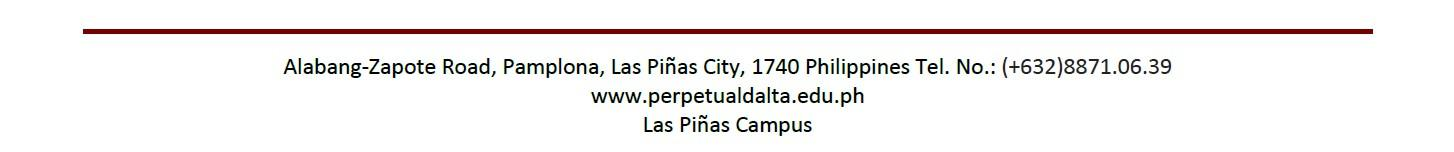 Alabang-Zapote Road, Pamplona, Las Piñas City, 1740 Philippines Tel. No.: (+632)8871.06.39
www.perpetualdalta.edu.ph
Las Piñas Campus